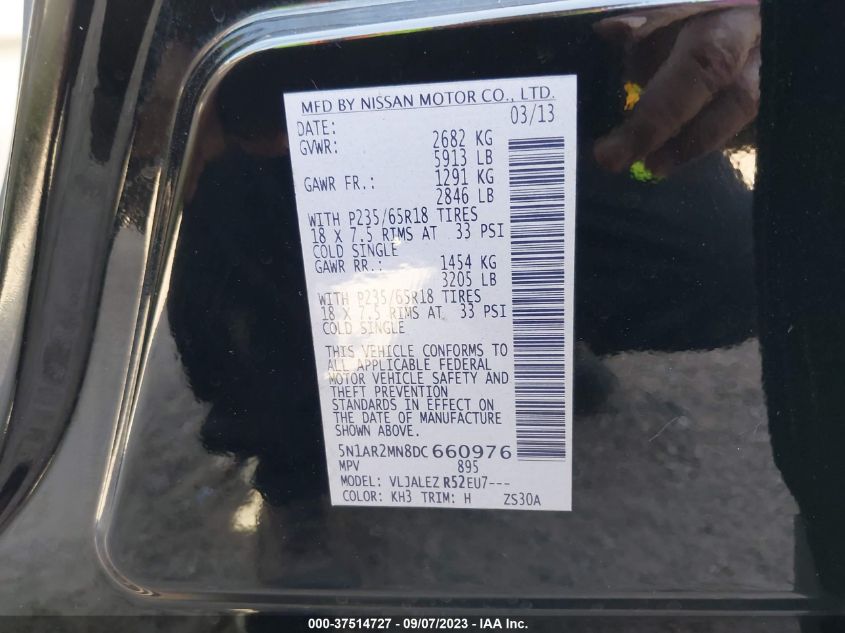 MFD BY NISSAN MOTOR CO., LTD.
DATE: 03/13
GVWR: 2682 KG
5913 LB
GAWR FR.: 1291 KG
2846 LB
WITH P235/65R18 TIRES
18 X 7.5 RIMS AT 33 PSI
COLD SINGLE
GAWR RR.: 1454 KG
3205 LB
WITH P235/65R18 TIRES
18 X 7.5 RIMS AT 33 PSI
COLD SINGLE
THIS VEHICLE CONFORMS TO
ALL APPLICABLE FEDERAL
MOTOR VEHICLE SAFETY AND
THEFT PREVENTION
STANDARDS IN EFFECT ON
THE DATE OF MANUFACTURE
SHOWN ABOVE.
5N1AR2MN8DC660976
MPV 895
MODEL: VLJALEZ R52EU7---
COLOR: KH3 TRIM: H ZS30A
000-37514727 - 09/07/2023 - IAA Inc.